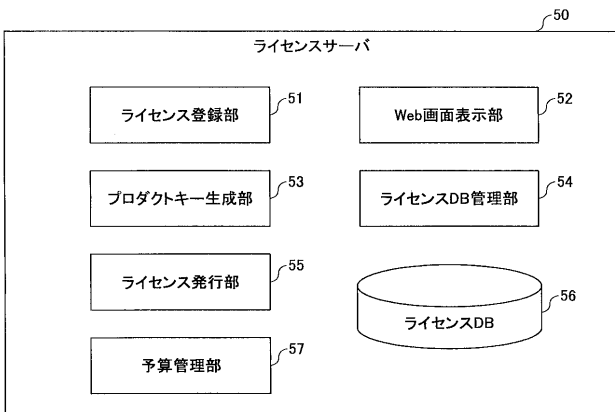 50
ライセンスサーバ
ライセンス登録部
51
Web画面表示部
52
プロダクトキー生成部
53
ライセンスDB管理部
54
ライセンス発行部
55
ライセンスDB
56
予算管理部
57